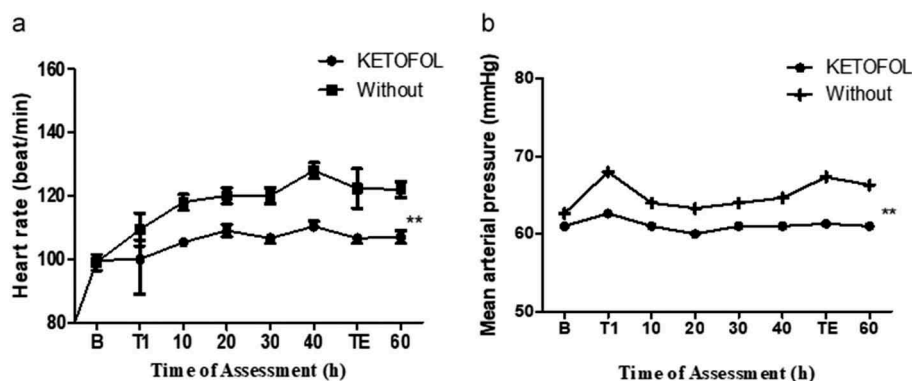 a
KETOFOL
Without
Heart rate (beat/min)
160
140
120
100
80
**
B T1 10 20 30 40 TE 60
Time of Assessment (h)
b
KETOFOL
Without
Mean arterial pressure (mmHg)
80
70
60
50
**
B T1 10 20 30 40 TE 60
Time of Assessment (h)